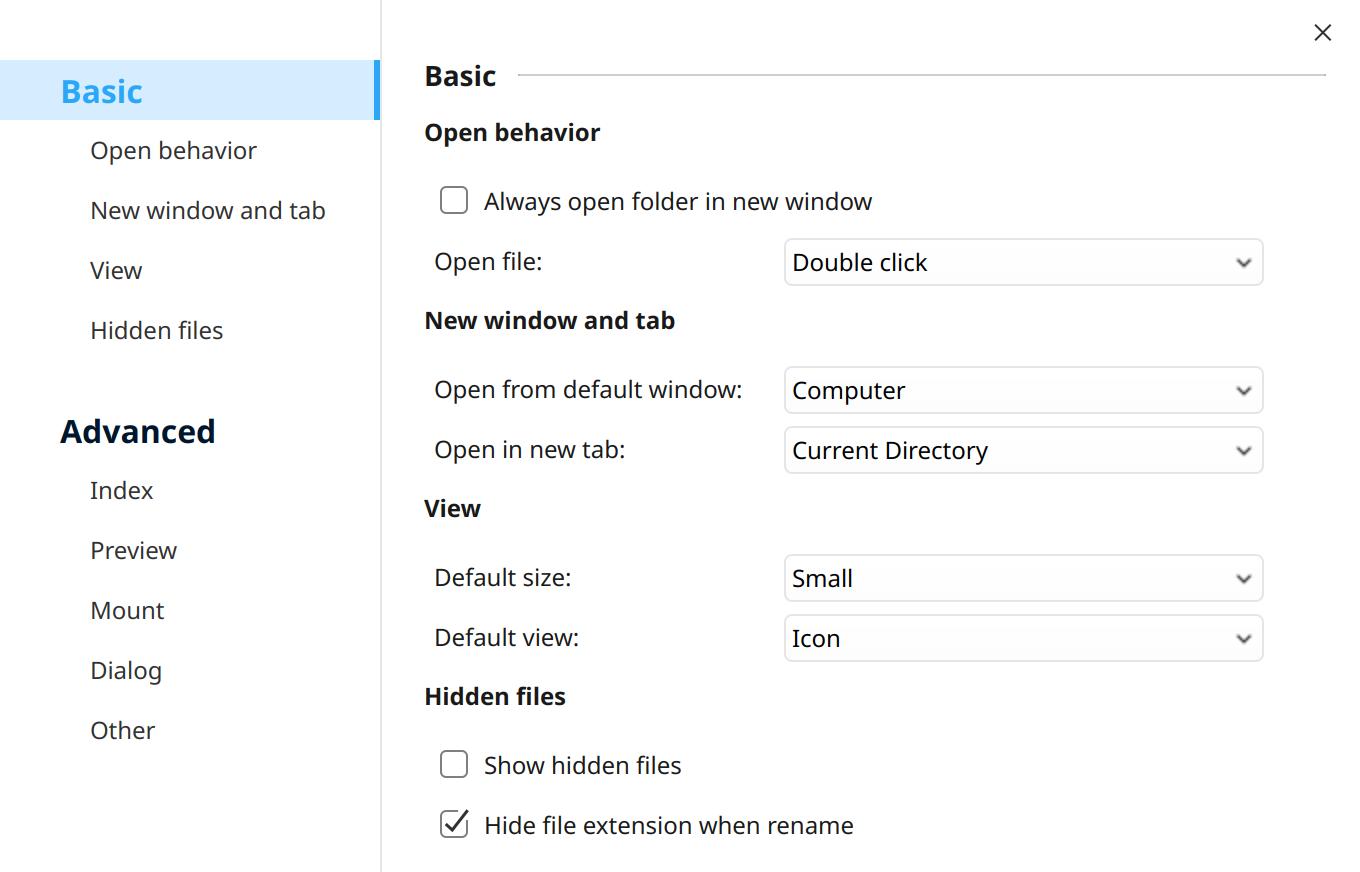 Basic
Open behavior
New window and tab
View
Hidden files
Advanced
Index
Preview
Mount
Dialog
Other
Basic
Open behavior
Always open folder in new window
Open file: Double click
New window and tab
Open from default window: Computer
Open in new tab: Current Directory
View
Default size: Small
Default view: Icon
Hidden files
Show hidden files
Hide file extension when rename